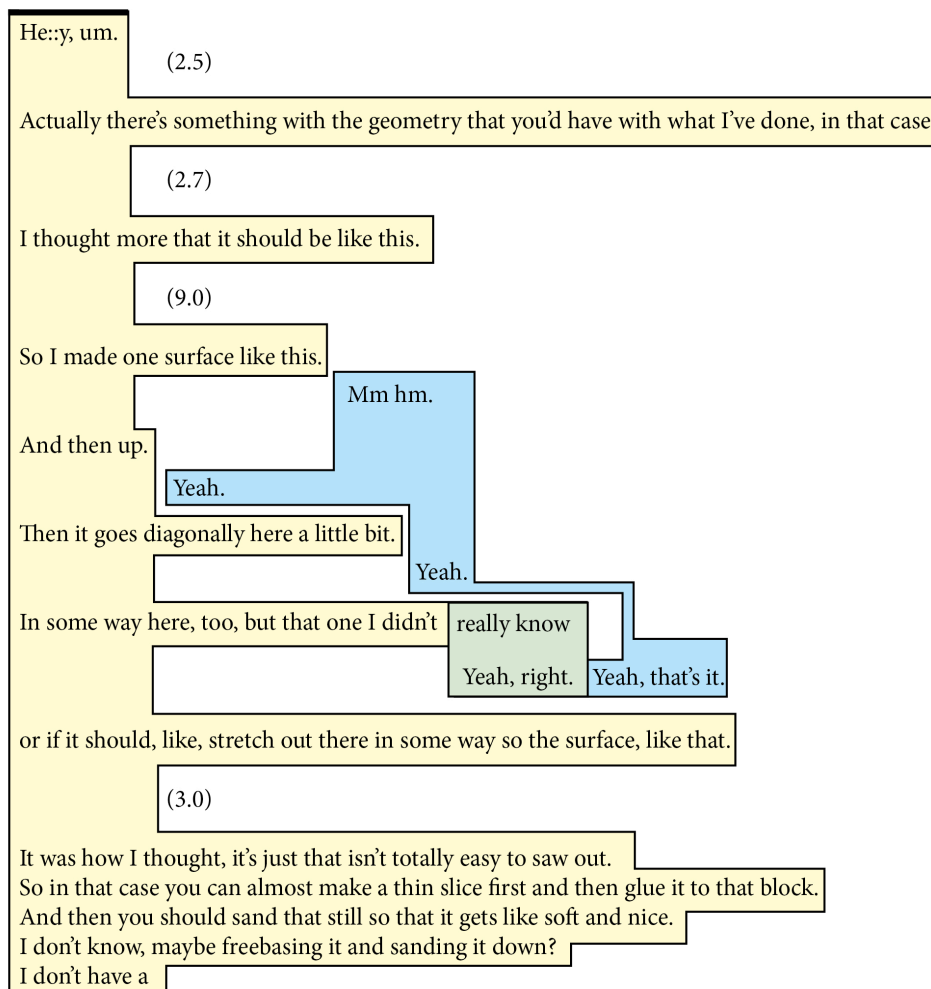 He::y, um.
(2.5)
Actually there's something with the geometry that you'd have with what I've done, in that case
(2.7)
I thought more that it should be like this.
(9.0)
So I made one surface like this.
Mm hm.
And then up.
Yeah.
Then it goes diagonally here a little bit.
Yeah.
In some way here, too, but that one I didn't really know
Yeah, right. Yeah, that's it.
or if it should, like, stretch out there in some way so the surface, like that.
(3.0)
It was how I thought, it's just that isn't totally easy to saw out.
So in that case you can almost make a thin slice first and then glue it to that block.
And then you should sand that still so that it gets like soft and nice.
I don't know, maybe freebasing it and sanding it down?
I don't have a